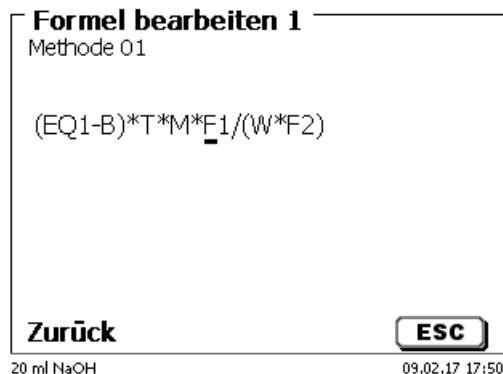 Formel bearbeiten 1
Methode 01
(EQ1-B)*T*M*F1/(W*F2)
Zurück
ESC
20 ml NaOH
09.02.17 17:50